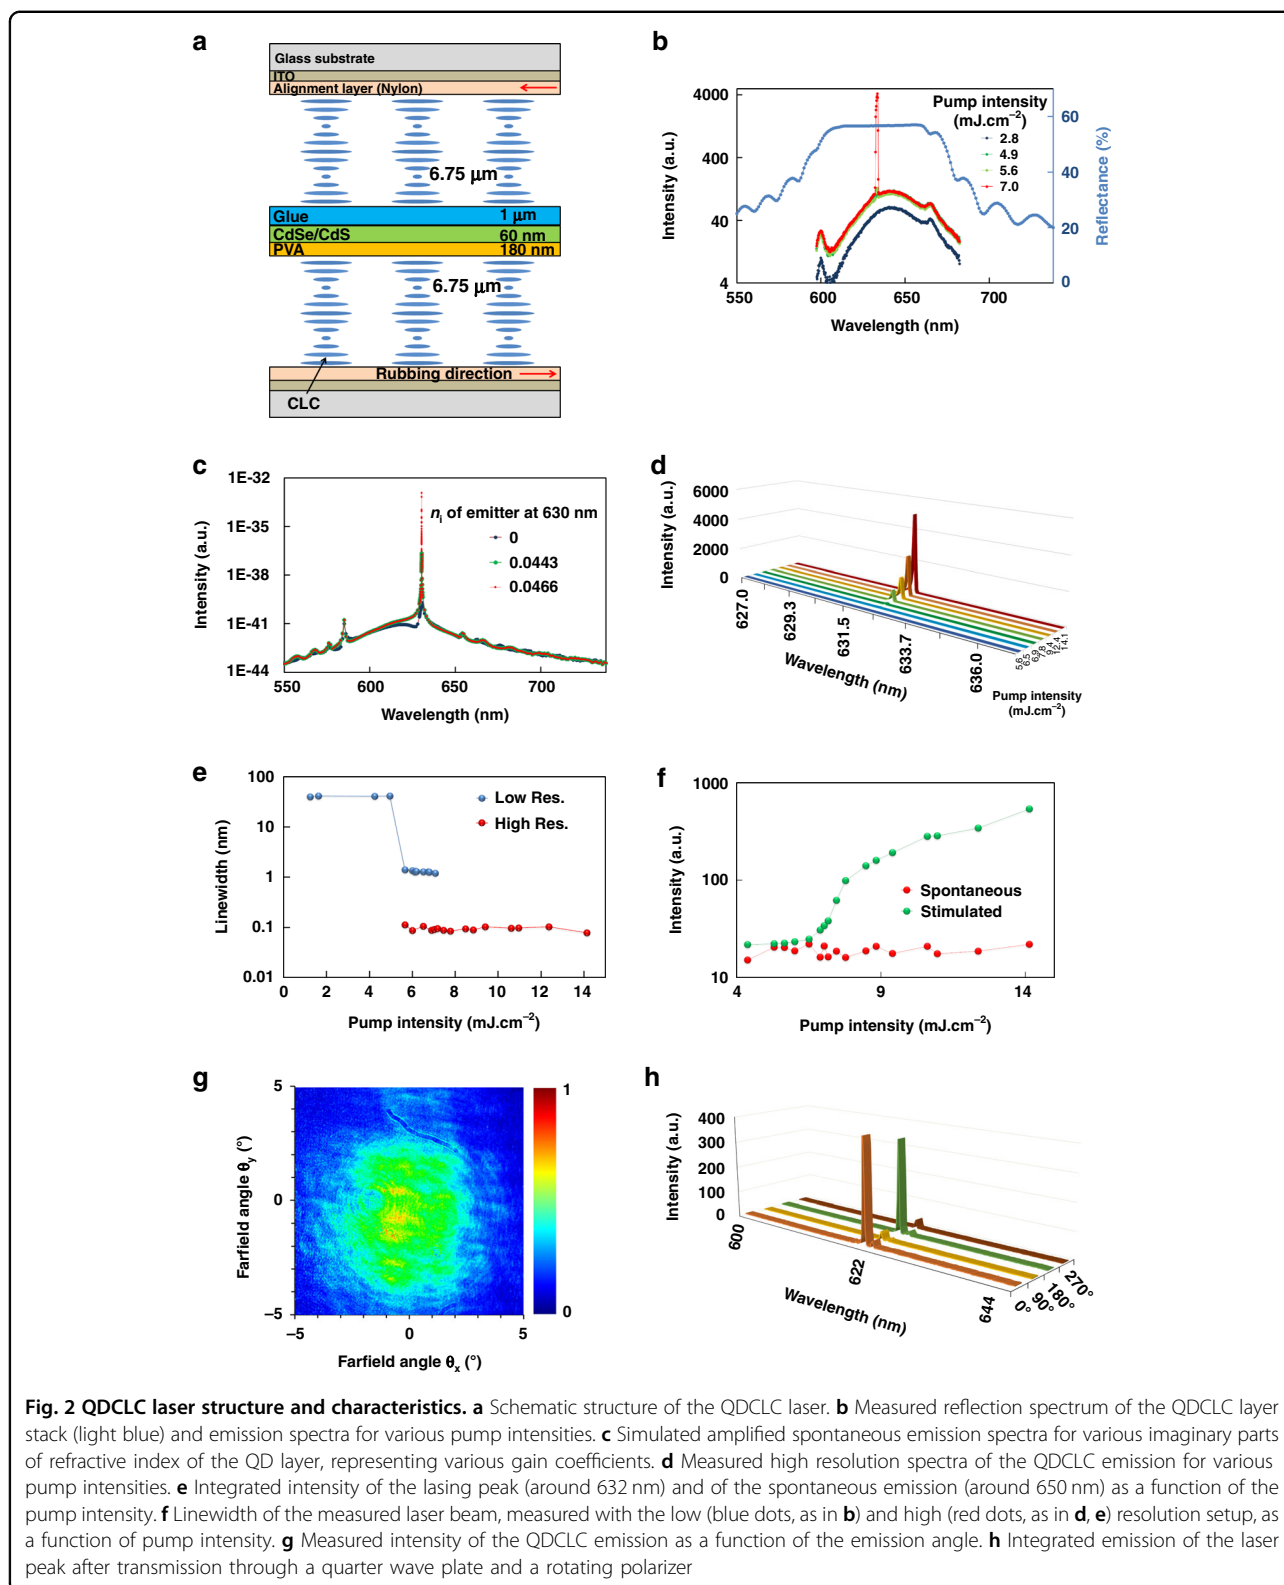 a
Glass substrate
ITO
Alignment layer (Nylon)
6.75 μm
Glue 1 μm
CdSe/CdS 60 nm
PVA 180 nm
6.75 μm
Rubbing direction
CLC
b
Pump intensity
(mJ.cm⁻²)
2.8
4.9
5.6
7.0
4000
400
40
4
Intensity (a.u.)
60
40
20
0
Reflectance (%)
550 600 650 700
Wavelength (nm)
c
1E-32
1E-35
1E-38
1E-41
1E-44
Intensity (a.u.)
nᵢ of emitter at 630 nm
0
0.0443
0.0466
550 600 650 700
Wavelength (nm)
d
6000
4000
2000
0
Intensity (a.u.)
627.0 629.3 631.5 633.7 636.0
Wavelength (nm)
5.6 6.5 6.9 7.8 9.4 12.4 14.1
Pump intensity
(mJ.cm⁻²)
e
100
10
1
0.1
0.01
Linewidth (nm)
Low Res.
High Res.
0 2 4 6 8 10 12 14
Pump intensity (mJ.cm⁻²)
f
1000
100
10
Intensity (a.u.)
Spontaneous
Stimulated
4 9 14
Pump intensity (mJ.cm⁻²)
g
5
0
−5
Farfield angle θy (°)
−5 0 5
Farfield angle θx (°)
1
0
h
400
300
200
100
0
Intensity (a.u.)
600 622 644
Wavelength (nm)
0° 90° 180° 270°
Fig. 2 QDCLC laser structure and characteristics. a Schematic structure of the QDCLC laser. b Measured reflection spectrum of the QDCLC layer
stack (light blue) and emission spectra for various pump intensities. c Simulated amplified spontaneous emission spectra for various imaginary parts
of refractive index of the QD layer, representing various gain coefficients. d Measured high resolution spectra of the QDCLC emission for various
pump intensities. e Integrated intensity of the lasing peak (around 632 nm) and of the spontaneous emission (around 650 nm) as a function of the
pump intensity. f Linewidth of the measured laser beam, measured with the low (blue dots, as in b) and high (red dots, as in d, e) resolution setup, as
a function of pump intensity. g Measured intensity of the QDCLC emission as a function of the emission angle. h Integrated emission of the laser
peak after transmission through a quarter wave plate and a rotating polarizer